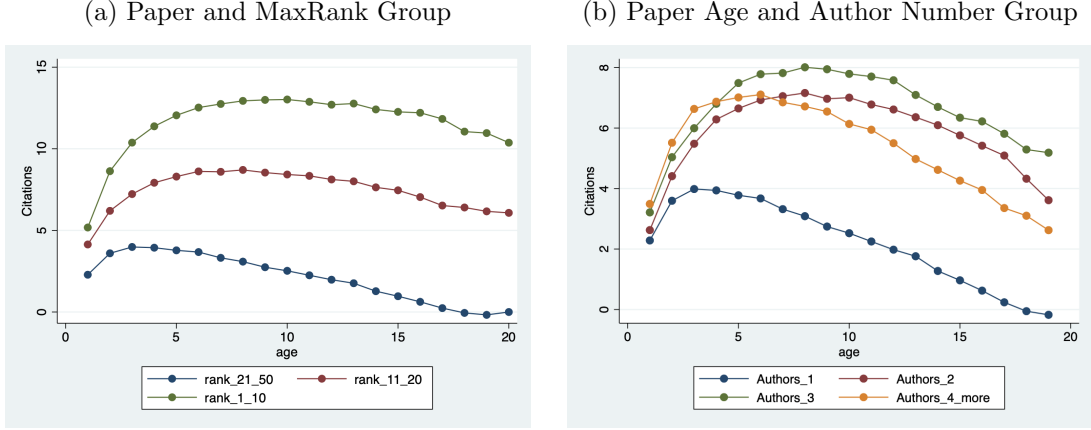 (a) Paper and MaxRank Group
15
10
5
0
Citations
0 5 10 15 20
age
rank_21_50 rank_11_20
rank_1_10
(b) Paper Age and Author Number Group
8
6
4
2
0
Citations
0 5 10 15 20
age
Authors_1 Authors_2
Authors_3 Authors_4_more